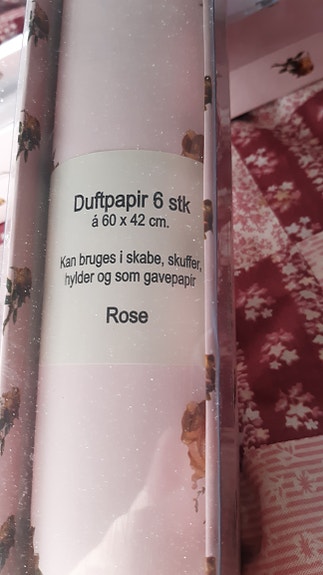 Duftpapir 6 stk
á 60 x 42 cm.
Kan bruges i skabe, skuffer,
hylder og som gavepapir
Rose